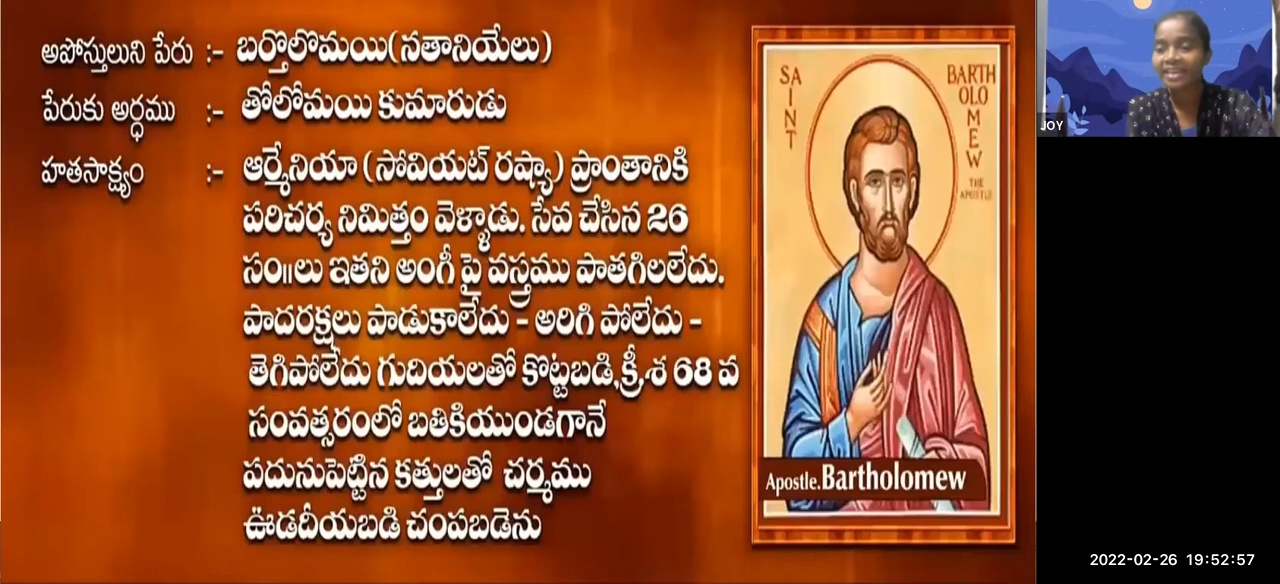 అపోస్తులుని పేరు :- బర్తొలొమయి(నతానియేలు)
పేరుకు అర్ధము :- తోలోమయి కుమారుడు
హతసాక్ష్యం :- ఆర్మేనియా (సోవియట్ రష్యా) ప్రాంతానికి
పరిచర్య నిమిత్తం వెళ్ళాడు. సేవ చేసిన 26
సం॥లు ఇతని అంగీ పై వస్త్రము పాతగిలలేదు.
పాదరక్షలు పాడుకాలేదు - అరిగి పోలేదు -
తెగిపోలేదు గుదియలతో కొట్టబడి,క్రీ.శ 68 వ
సంవత్సరంలో బతికియుండగానే
పదునుపెట్టిన కత్తులతో చర్మము
ఊడదీయబడి చంపబడెను
SAINT
BARTHOLOMEW
THE
APOSTLE
Apostle.Bartholomew
JOY
2022-02-26 19:52:57